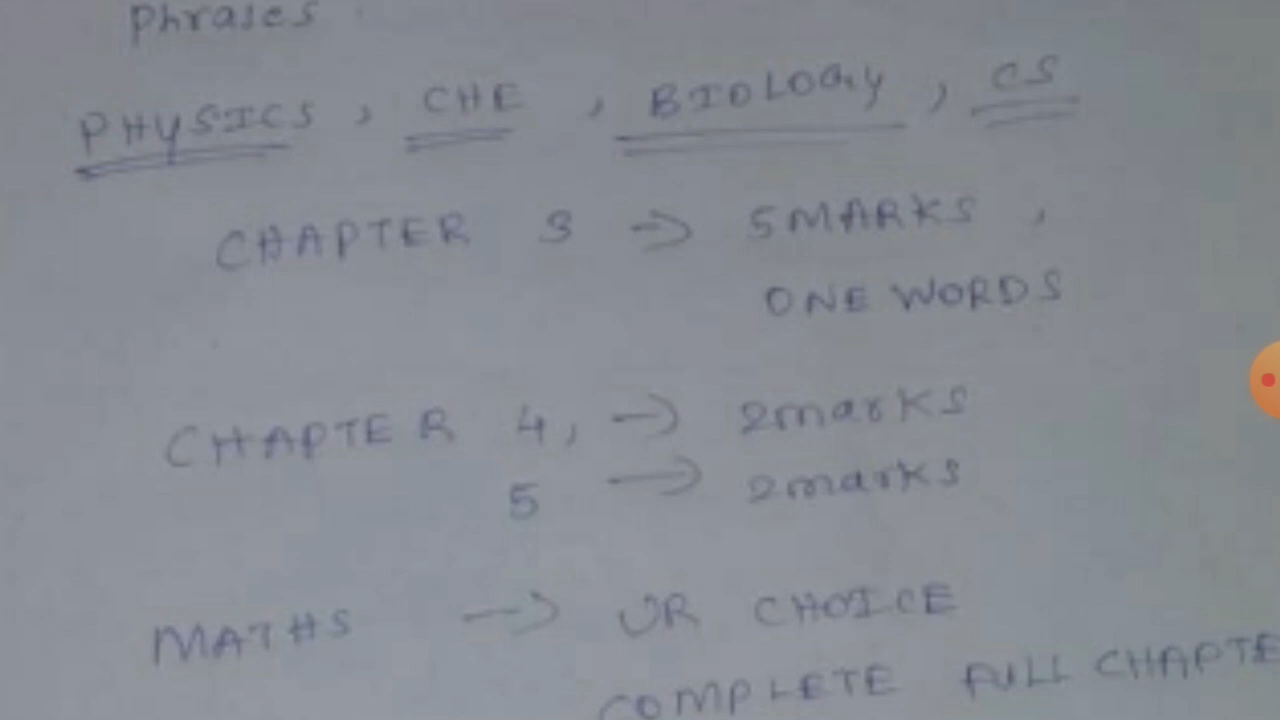 Phrases.
PHYSICS, CHE, BIOLOGY, CS
CHAPTER 3 → 5MARKS,
ONE WORDS
CHAPTER 4, → 2marks
5 → 2marks
MATHS → UR CHOICE
COMPLETE FULL CHAPTE